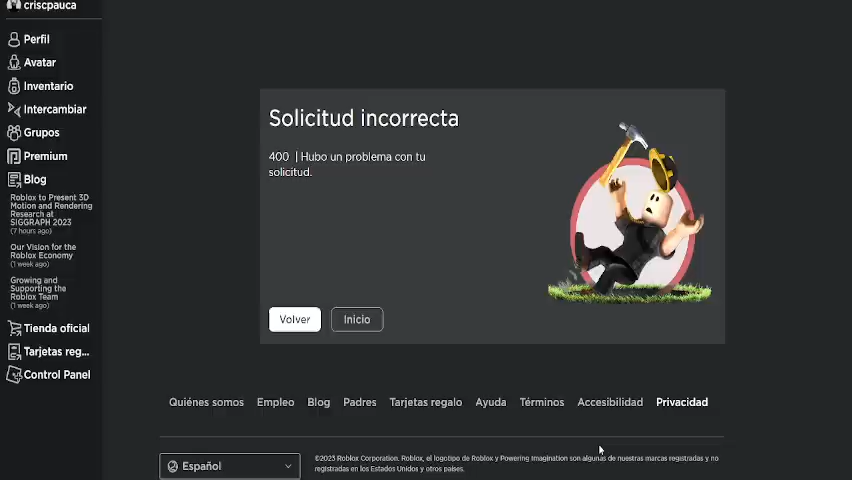 criscpauca
Perfil
Avatar
Inventario
Intercambiar
Grupos
Premium
Blog
Roblox to Present 3D
Motion and Rendering
Research at
SIGGRAPH 2023
(7 hours ago)
Our Vision for the
Roblox Economy
(1 week ago)
Growing and
Supporting the
Roblox Team
(1 week ago)
Tienda oficial
Tarjetas reg...
Control Panel
Solicitud incorrecta
400 | Hubo un problema con tu
solicitud.
Volver
Inicio
Quiénes somos
Empleo
Blog
Padres
Tarjetas regalo
Ayuda
Términos
Accesibilidad
Privacidad
Español
©2023 Roblox Corporation. Roblox, el logotipo de Roblox y Powering Imagination son algunas de nuestras marcas registradas y no
registradas en los Estados Unidos y otros países.